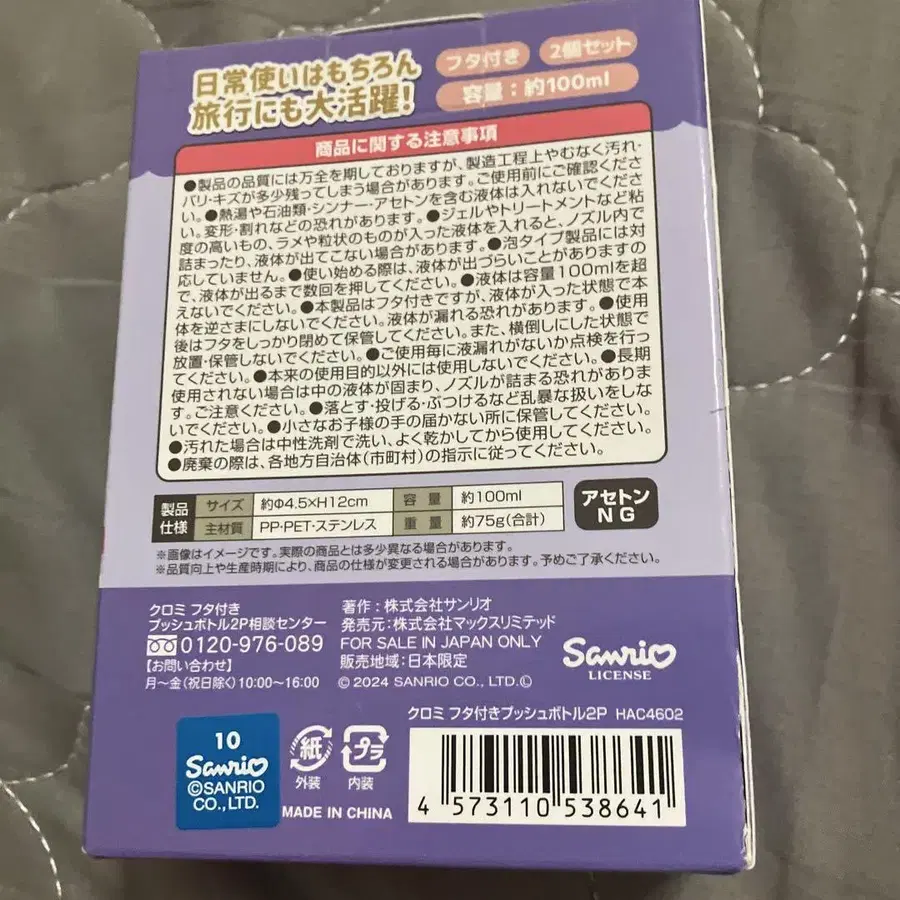 日常使いはもちろん
旅行にも大活躍!
フタ付き
2個セット
容量:約100ml
商品に関する注意事項
●製品の品質には万全を期しておりますが、製造工程上やむなく汚れ・
バリ・キズが多少残ってしまう場合があります。ご使用前にご確認くださ
い。●熱湯や石油類・シンナー・アセトンを含む液体は入れないでくださ
い。変形・割れなどの恐れがあります。●ジェルやトリートメントなど粘
度の高いもの、ラメや粒状のものが入った液体を入れると、ノズル内で
詰まったり、液体が出てこない場合があります。●泡タイプ製品には対
応していません。●使い始める際は、液体が出づらいことがありますの
で、液体が出るまで数回を押してください。●液体は容量100mlを超
えないでください。●本製品はフタ付きですが、液体が入った状態で本
体を逆さまにしないでください。液体が漏れる恐れがあります。●使用
後はフタをしっかり閉めて保管してください。また、横倒しにした状態で
放置・保管しないでください。●ご使用毎に液漏れがないか点検を行っ
てください。●本来の使用目的以外には使用しないでください。●長期
使用されない場合は中の液体が固まり、ノズルが詰まる恐れがありま
す。ご注意ください。●落とす・投げる・ぶつけるなど乱暴な扱いをしな
いでください。●小さなお子様の手の届かない所に保管してください。
●汚れた場合は中性洗剤で洗い、よく乾かしてから使用してください。
●廃棄の際は、各地方自治体(市町村)の指示に従ってください。
製品仕様
サイズ 約Φ4.5×H12cm 容量 約100ml
主材質 PP・PET・ステンレス 重量 約75g(合計)
アセトン
NG
※画像はイメージです。実際の商品とは多少異なる場合があります。
※品質向上や生産時期により、商品の仕様が変更される場合があります。予めご了承ください。
クロミ フタ付き
プッシュボトル2P相談センター
0120-976-089
【お問い合わせ】
月～金(祝日除く)10:00～16:00
著作:株式会社サンリオ
発売元:株式会社マックスリミテッド
FOR SALE IN JAPAN ONLY
販売地域:日本限定
© 2024 SANRIO CO., LTD. Ⓛ
Sanrio
LICENSE
クロミ フタ付きプッシュボトル2P HAC4602
10
Sanrio
©SANRIO
CO., LTD.
紙
外装
プラ
内装
MADE IN CHINA
4 573110 538641